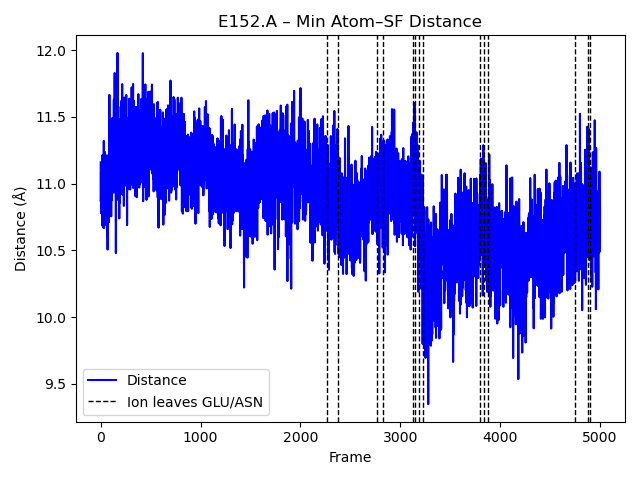 E152.A – Min Atom–SF Distance
12.0
11.5
11.0
10.5
10.0
9.5
Distance (Å)
Distance
Ion leaves GLU/ASN
0 1000 2000 3000 4000 5000
Frame